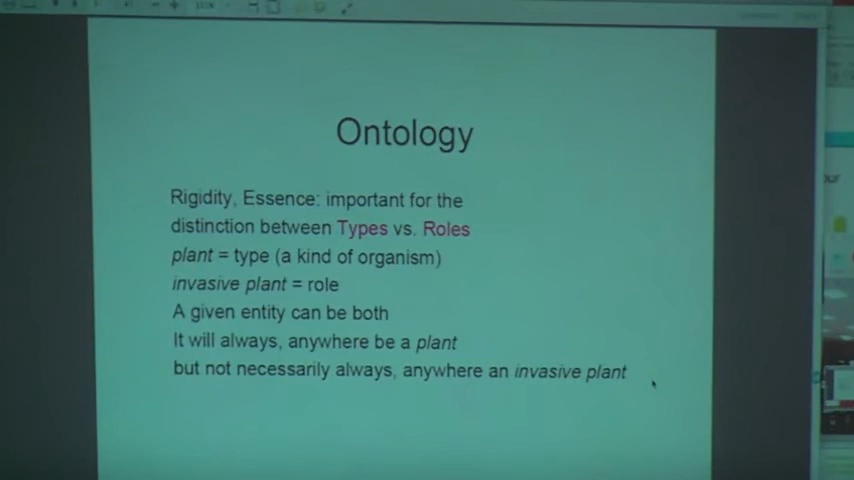 Ontology
Rigidity, Essence: important for the
distinction between Types vs. Roles
plant = type (a kind of organism)
invasive plant = role
A given entity can be both
It will always, anywhere be a plant
but not necessarily always, anywhere an invasive plant